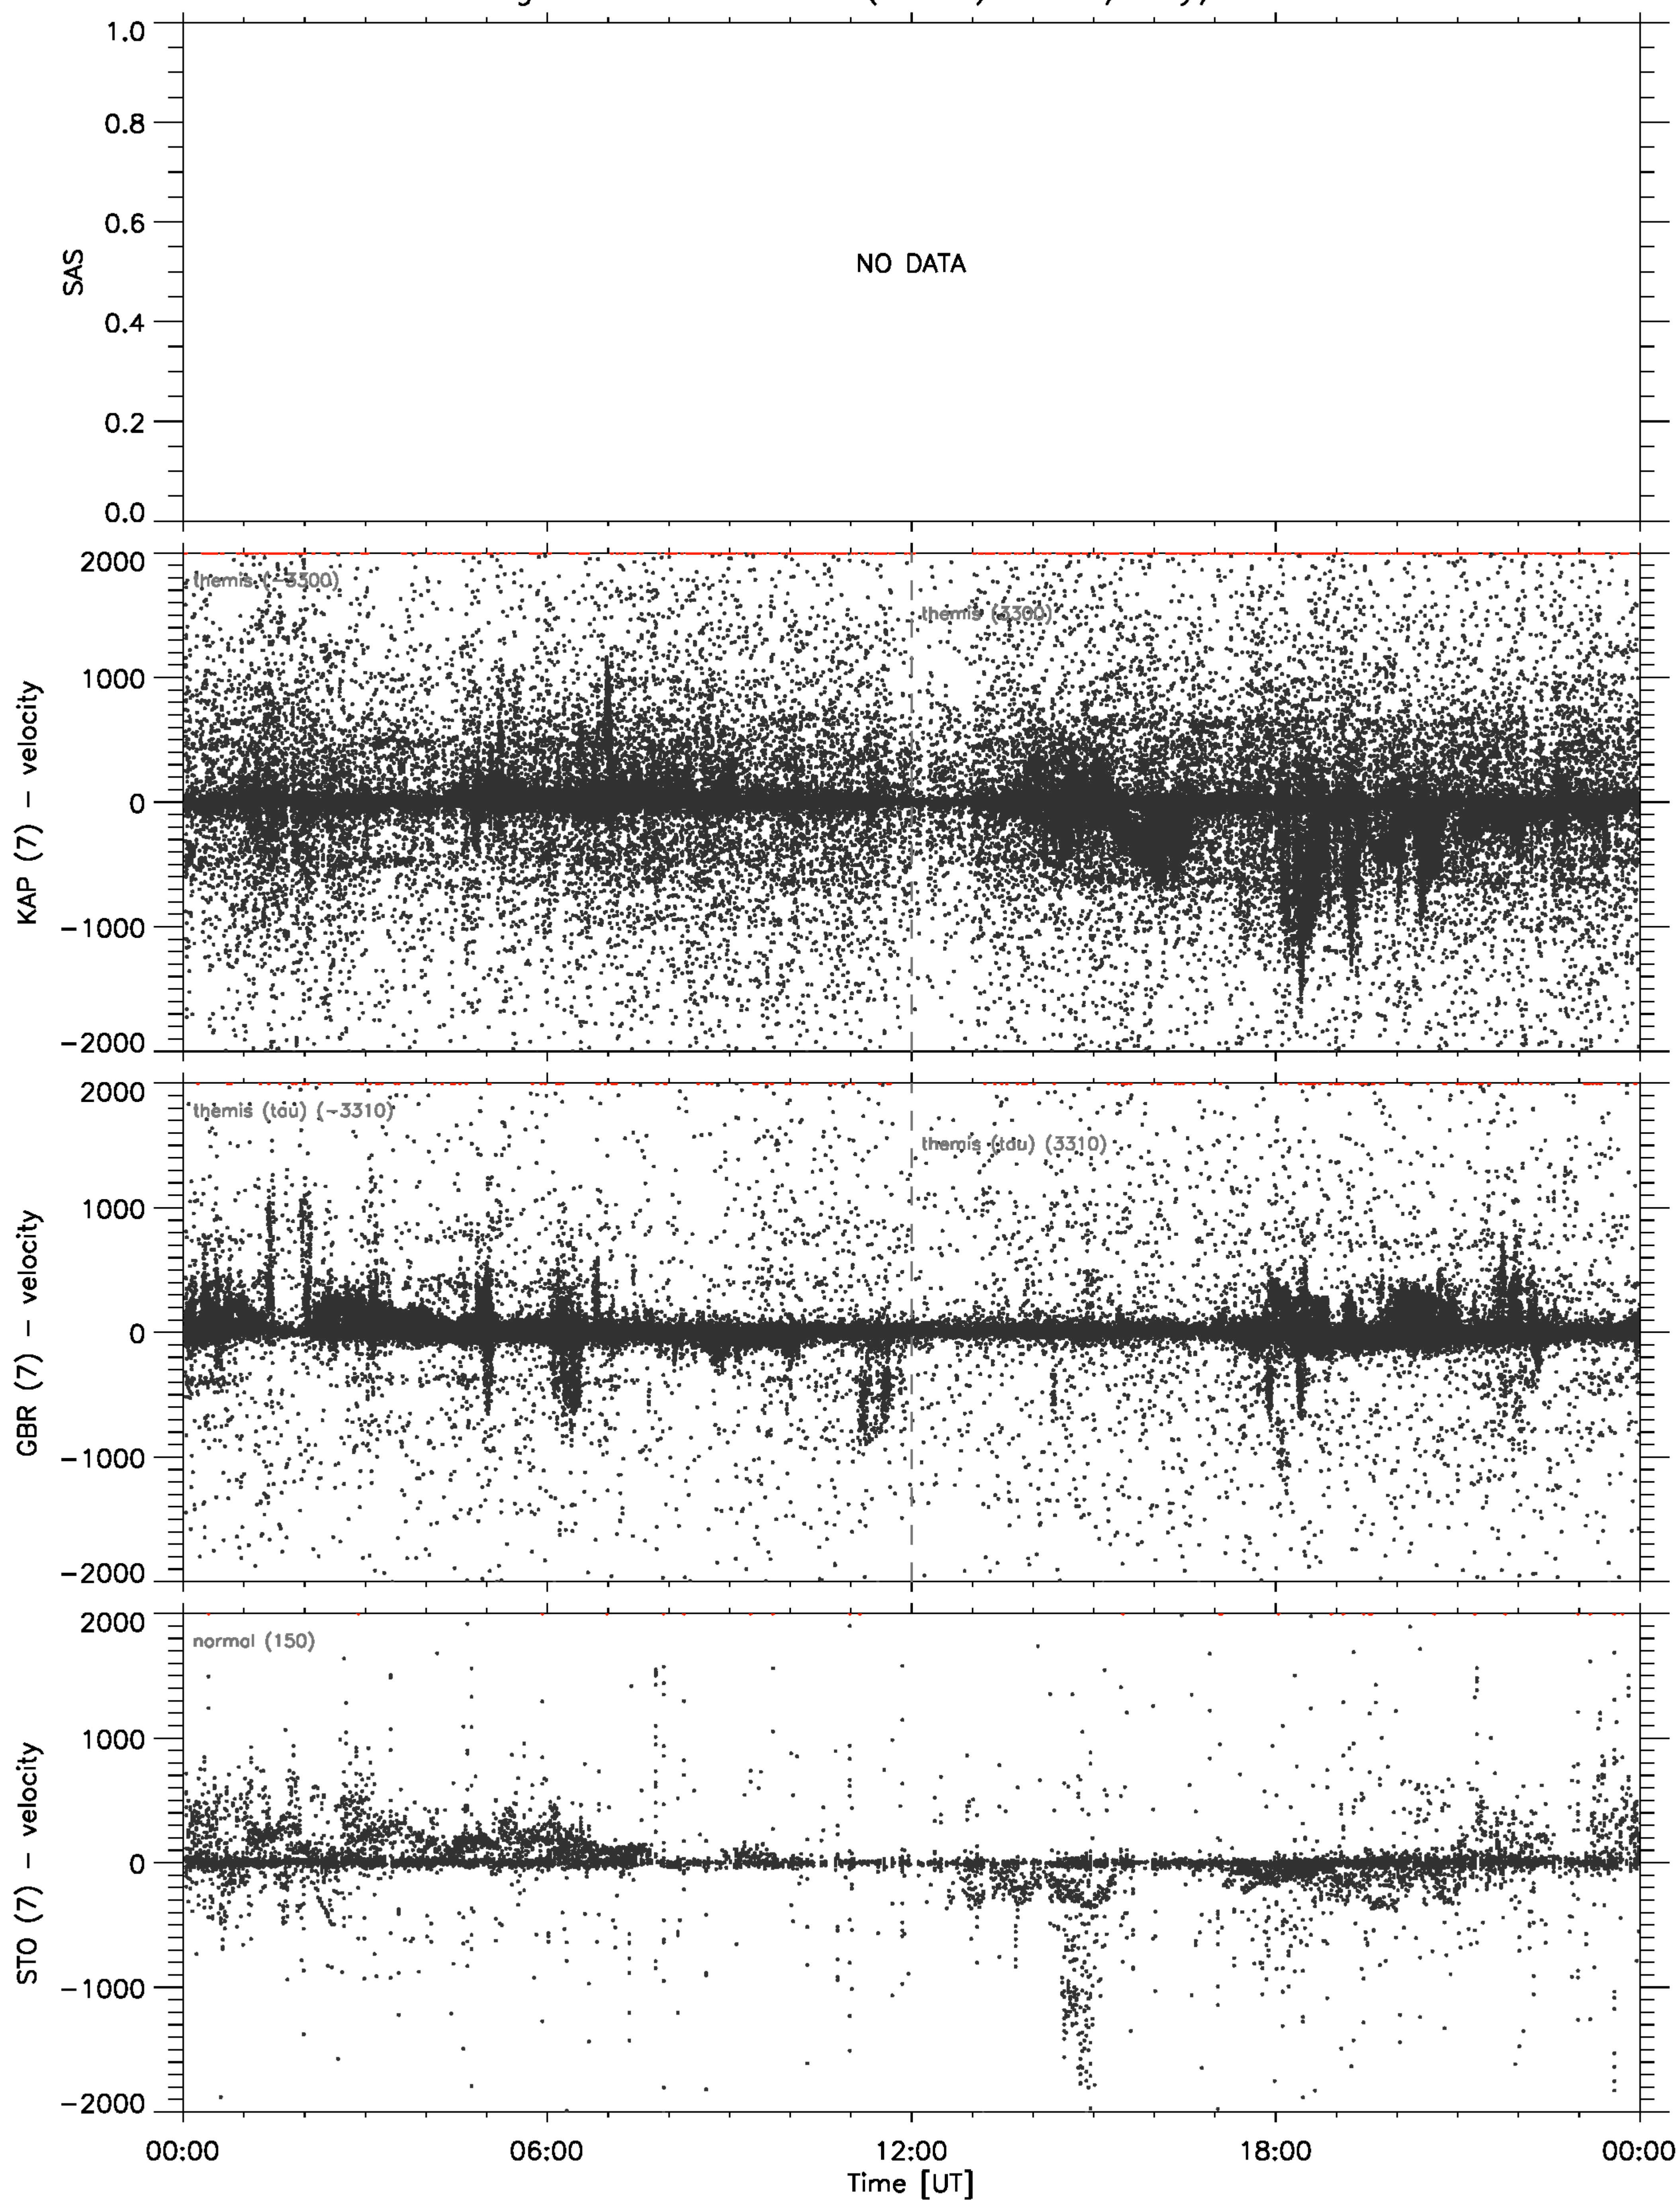 1.0
0.8
0.6
0.4
0.2
0.0
SAS
NO DATA
2000
1000
0
-1000
-2000
KAP (7) - velocity
themis (-3300)
themis (3300)
2000
1000
0
-1000
-2000
GBR (7) - velocity
themis (tau) (-3310)
themis (tau) (3310)
2000
1000
0
-1000
-2000
STO (7) - velocity
normal (150)
00:00 06:00 12:00 18:00 00:00
Time [UT]